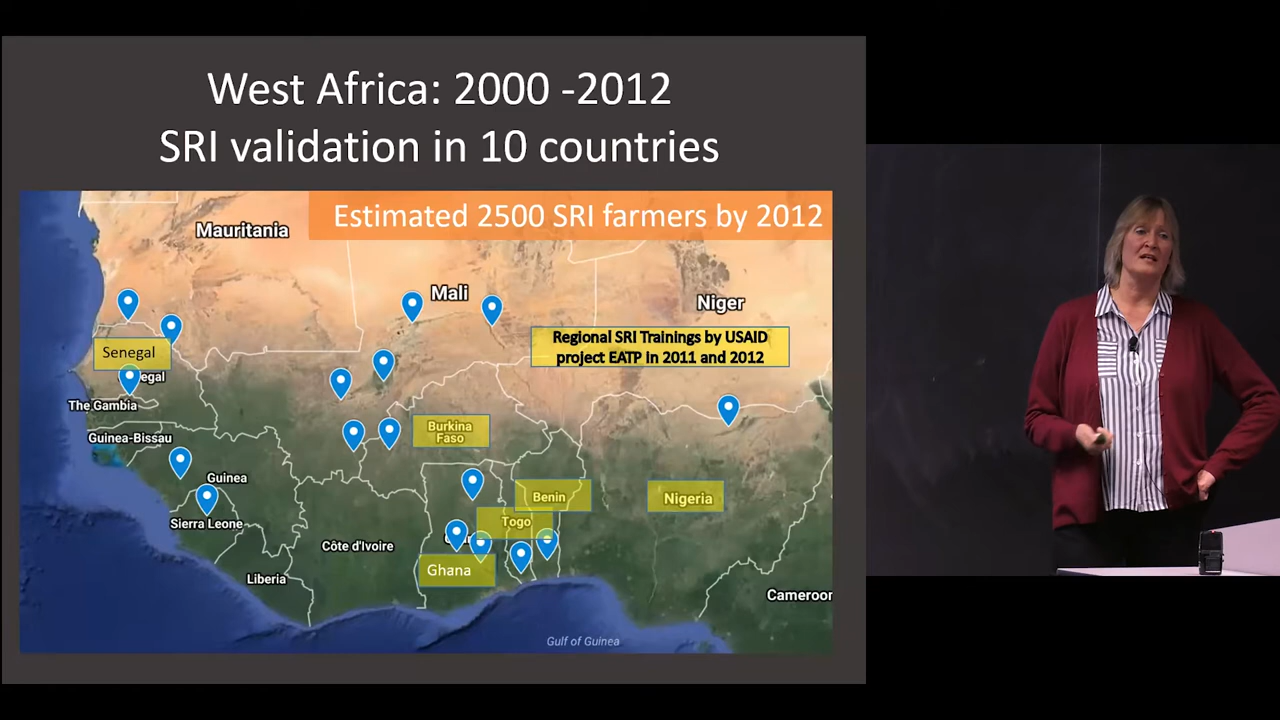 West Africa: 2000 -2012
SRI validation in 10 countries
Estimated 2500 SRI farmers by 2012
Mauritania
Mali
Niger
Regional SRI Trainings by USAID
project EATP in 2011 and 2012
Senegal
egal
The Gambia
Burkina
Faso
Guinea-Bissau
Guinea
Benin
Nigeria
Togo
Sierra Leone
Côte d'Ivoire
Ghana
Liberia
Cameroon
Gulf of Guinea